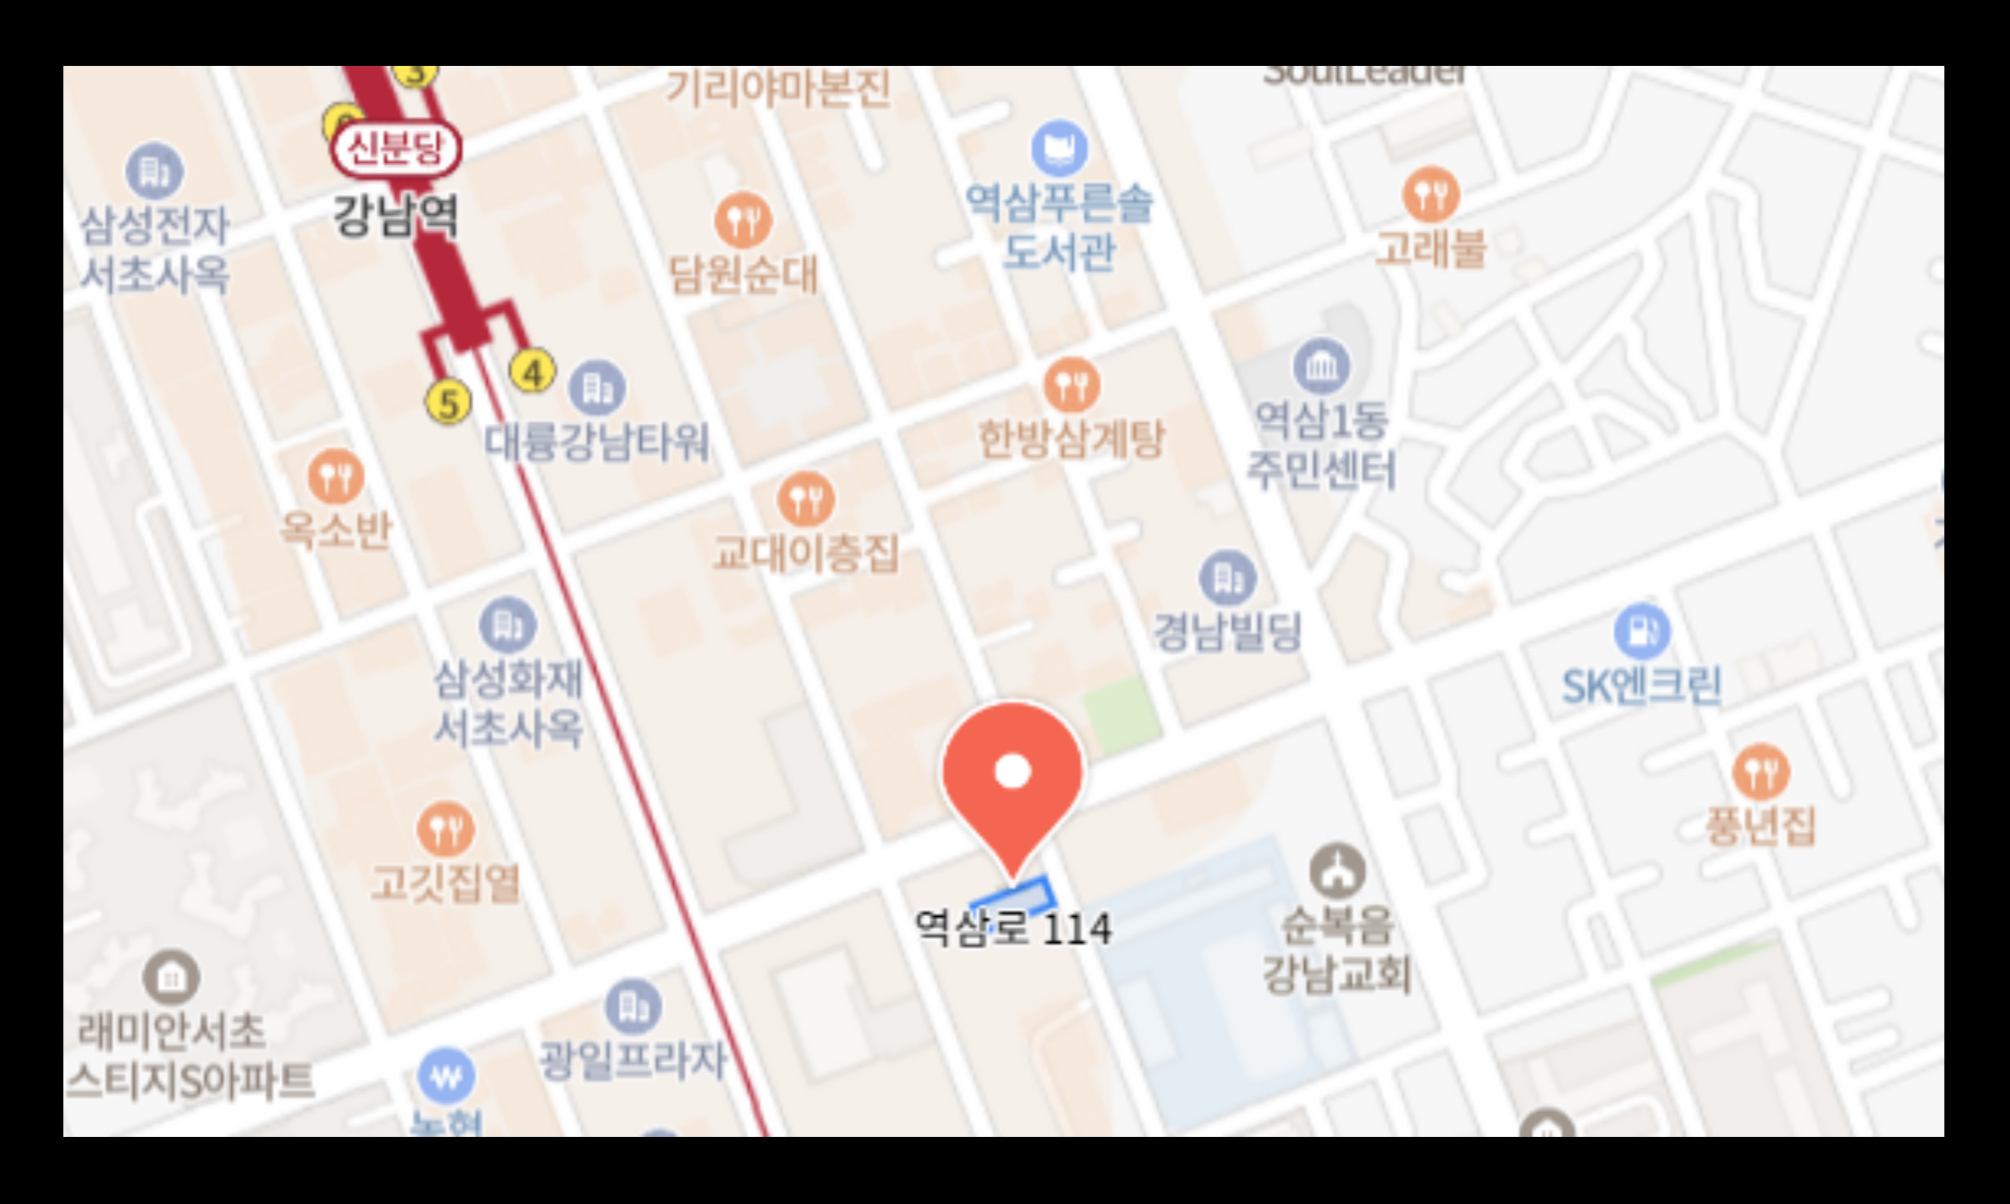 SoulLeader
3
기리야마본진
신분당
강남역
삼성전자
서초사옥
담원순대
역삼푸른솔
도서관
고래불
4
5
대륭강남타워
한방삼계탕
역삼1동
주민센터
옥소반
교대이층집
경남빌딩
삼성화재
서초사옥
SK엔크린
고깃집열
풍년집
역삼로 114
순복음
강남교회
래미안서초
스티지S아파트
광일프라자
농협